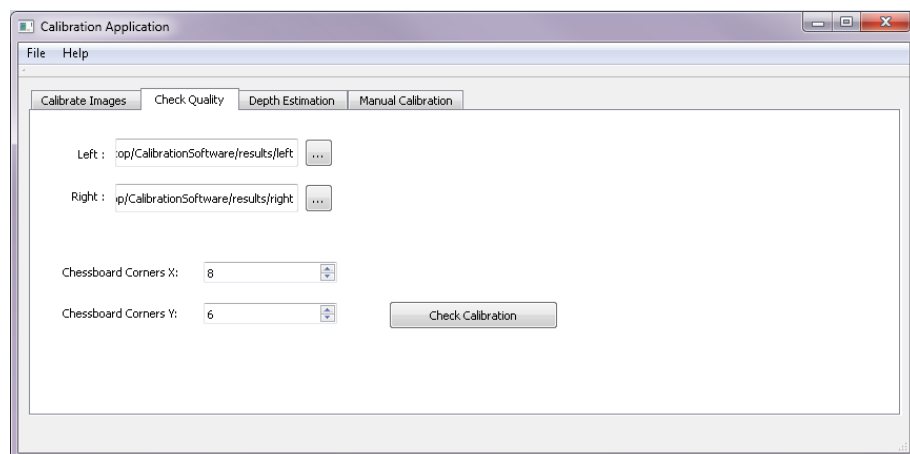 Calibration Application
File Help
Calibrate Images Check Quality Depth Estimation Manual Calibration
Left : :op/CalibrationSoftware/results/left ...
Right : p/CalibrationSoftware/results/right ...
Chessboard Corners X: 8
Chessboard Corners Y: 6 Check Calibration